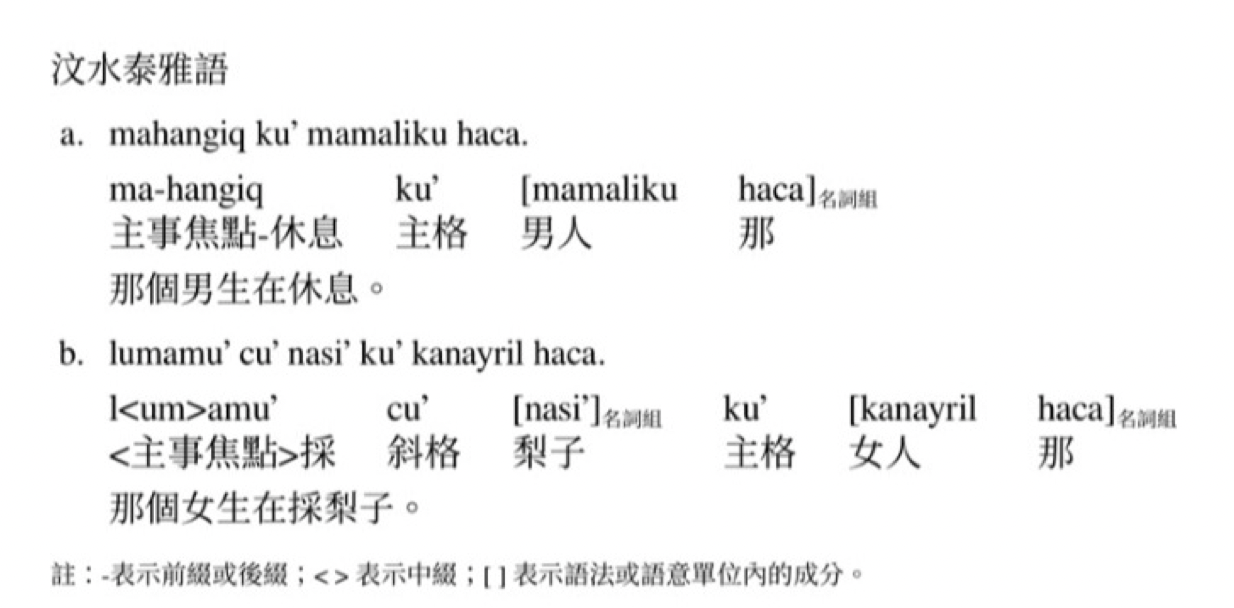 汶水泰雅語
a. mahangiq ku’ mamaliku haca.
ma-hangiq ku’ [mamaliku haca]名詞組
主事焦點-休息 主格 男人 那
那個男生在休息。
b. lumamu’ cu’ nasi’ ku’ kanayril haca.
l<um>amu’ cu’ [nasi’]名詞組 ku’ [kanayril haca]名詞組
<主事焦點>採 斜格 梨子 主格 女人 那
那個女生在採梨子。
註：-表示前綴或後綴；< > 表示中綴；[ ] 表示語法或語意單位內的成分。